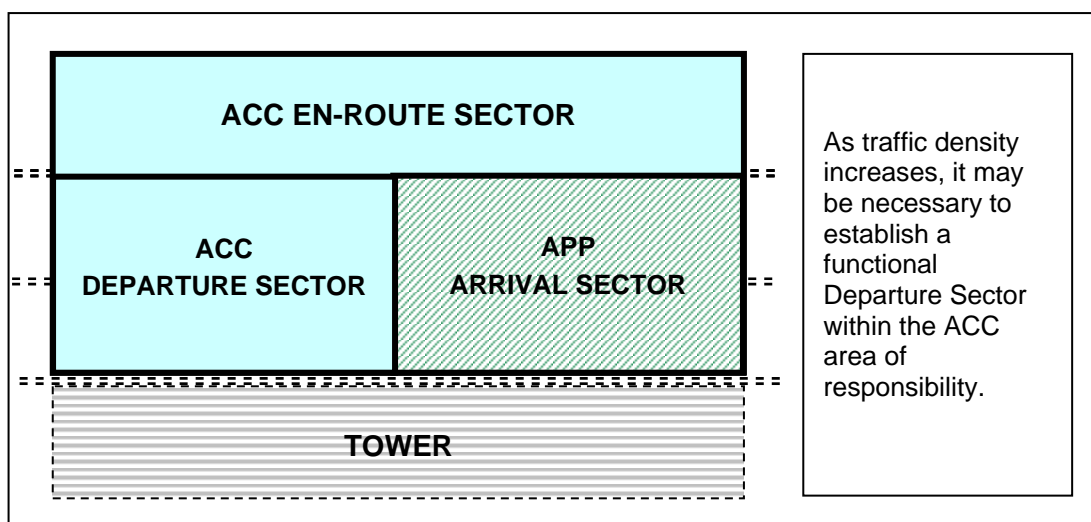 ACC EN-ROUTE SECTOR
ACC
DEPARTURE SECTOR
APP
ARRIVAL SECTOR
TOWER
As traffic density
increases, it may
be necessary to
establish a
functional
Departure Sector
within the ACC
area of
responsibility.